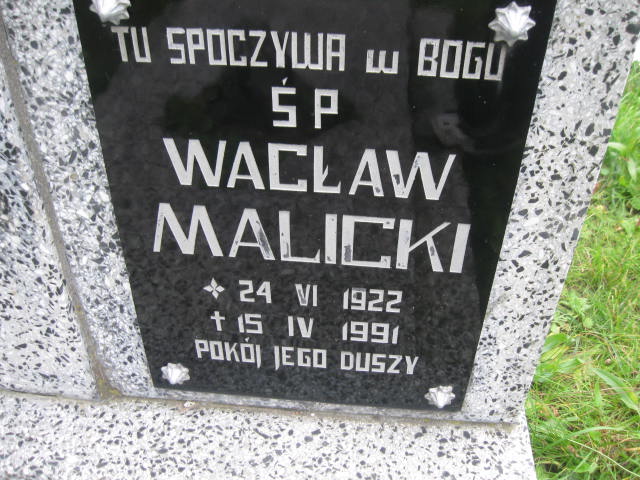 TU SPOCZYWA W BOGU
ŚP
WACŁAW
MALICKI
24 VI 1922
† 15 IV 1991
POKÓJ JEGO DUSZY